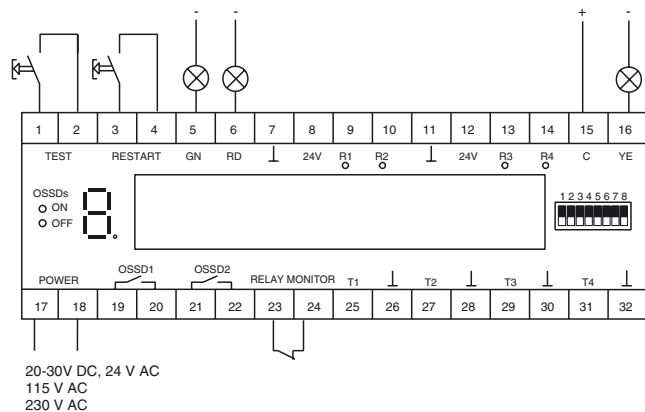 - - + -
1 2 3 4 5 6 7 8 9 10 11 12 13 14 15 16
TEST RESTART GN RD 24V R1 R2 24V R3 R4 C YE
OSSDs
ON
OFF
8.
1 2 3 4 5 6 7 8
POWER OSSD1 OSSD2 RELAY MONITOR T1 T2 T3 T4
17 18 19 20 21 22 23 24 25 26 27 28 29 30 31 32
20-30V DC, 24 V AC
115 V AC
230 V AC